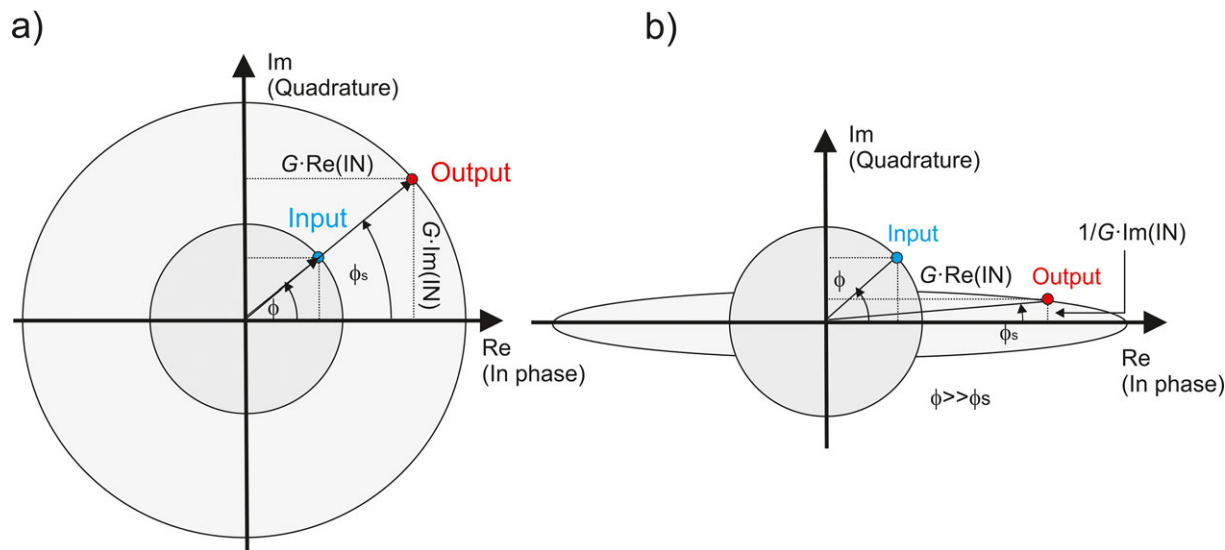 a)
Im
(Quadrature)
G·Re(IN)
Output
Input
G·Im(IN)
ϕs
ϕ
Re
(In phase)
b)
Im
(Quadrature)
Input
1/G·Im(IN)
G·Re(IN)
Output
ϕ
ϕs
Re
(In phase)
ϕ>>ϕs